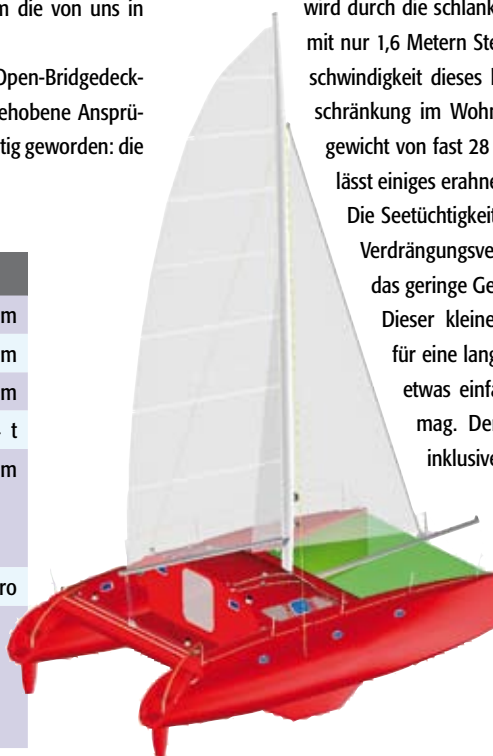 m die von uns in
Open-Bridgedeck-
ehobene Ansprü-
tig geworden: die
m
m
m
t
m
ro
wird durch die schlank
mit nur 1,6 Metern Ste
schwindigkeit dieses
schränkung im Wohn
gewicht von fast 28
lässt einiges erahne
Die Seetüchtigkeit
Verdrängungsve
das geringe Ge
Dieser kleine
für eine lang
etwas einfa
mag. Der
inklusive